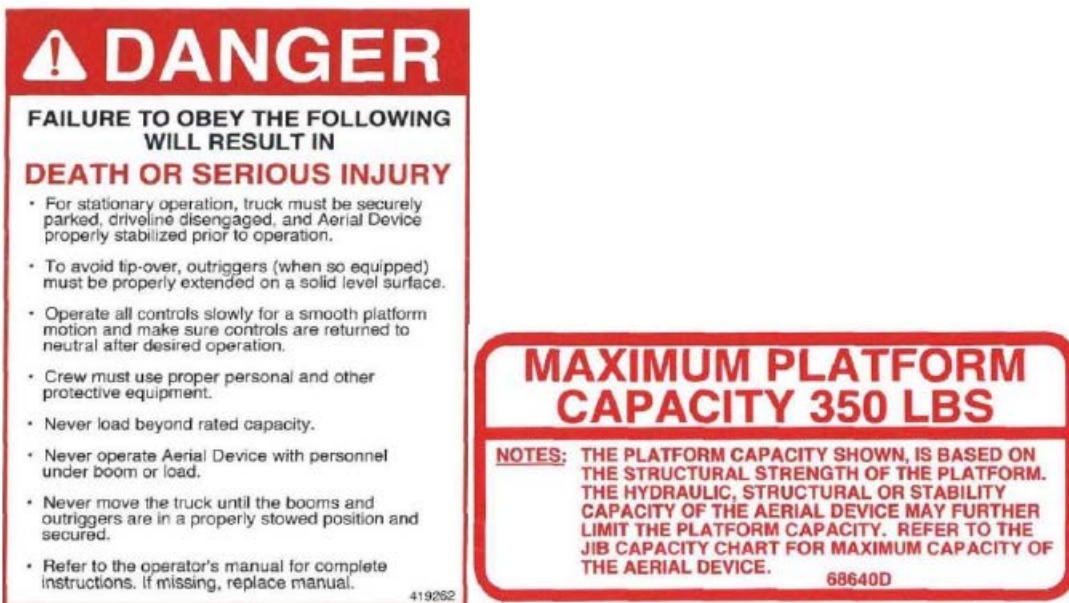 DANGER
FAILURE TO OBEY THE FOLLOWING
WILL RESULT IN
DEATH OR SERIOUS INJURY
• For stationary operation, truck must be securely
parked, driveline disengaged, and Aerial Device
properly stabilized prior to operation.
• To avoid tip-over, outriggers (when so equipped)
must be properly extended on a solid level surface.
• Operate all controls slowly for a smooth platform
motion and make sure controls are returned to
neutral after desired operation.
• Crew must use proper personal and other
protective equipment.
• Never load beyond rated capacity.
• Never operate Aerial Device with personnel
under boom or load.
• Never move the truck until the booms and
outriggers are in a properly stowed position and
secured.
• Refer to the operator's manual for complete
instructions. If missing, replace manual.
419262
MAXIMUM PLATFORM
CAPACITY 350 LBS
NOTES: THE PLATFORM CAPACITY SHOWN, IS BASED ON
THE STRUCTURAL STRENGTH OF THE PLATFORM.
THE HYDRAULIC, STRUCTURAL OR STABILITY
CAPACITY OF THE AERIAL DEVICE MAY FURTHER
LIMIT THE PLATFORM CAPACITY. REFER TO THE
JIB CAPACITY CHART FOR MAXIMUM CAPACITY OF
THE AERIAL DEVICE.
68640D